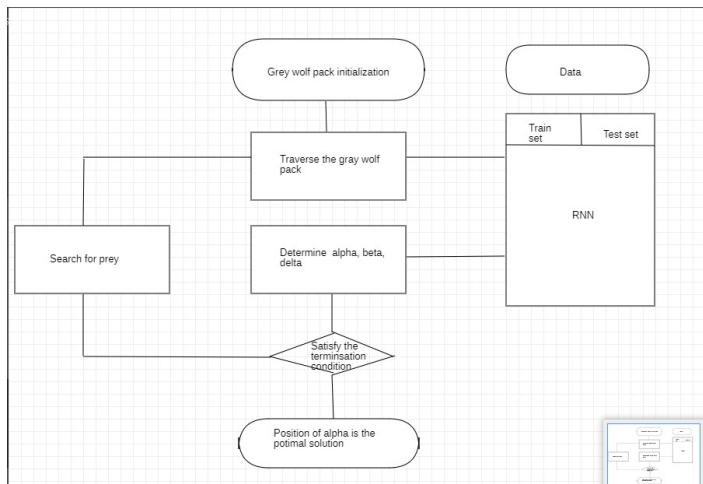 Grey wolf pack initialization
Data
Train
set
Test set
Traverse the gray wolf
pack
RNN
Search for prey
Determine alpha, beta,
delta
Satisfy the
terminsation
condition
Position of alpha is the
potimal solution